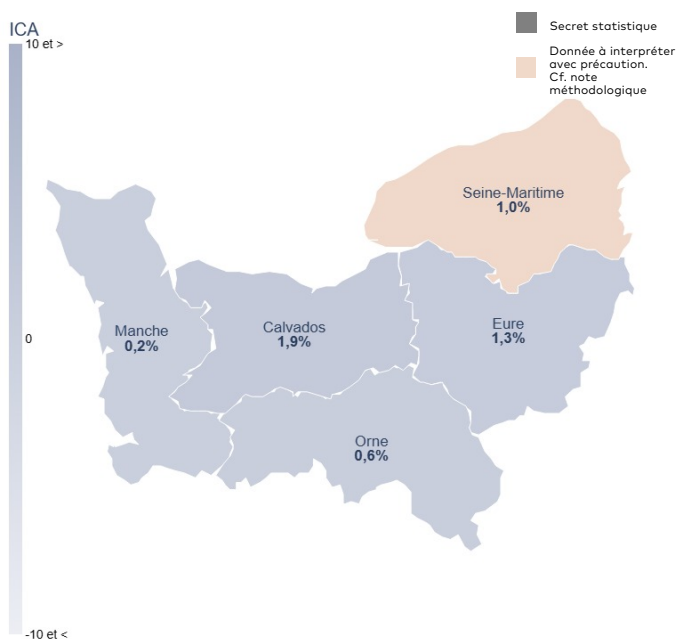 ICA
10 et >
Secret statistique
Donnée à interpréter
avec précaution.
Cf. note
méthodologique
Seine-Maritime
1,0%
Manche
0,2%
0
Calvados
1,9%
Eure
1,3%
Orne
0,6%
-10 et <